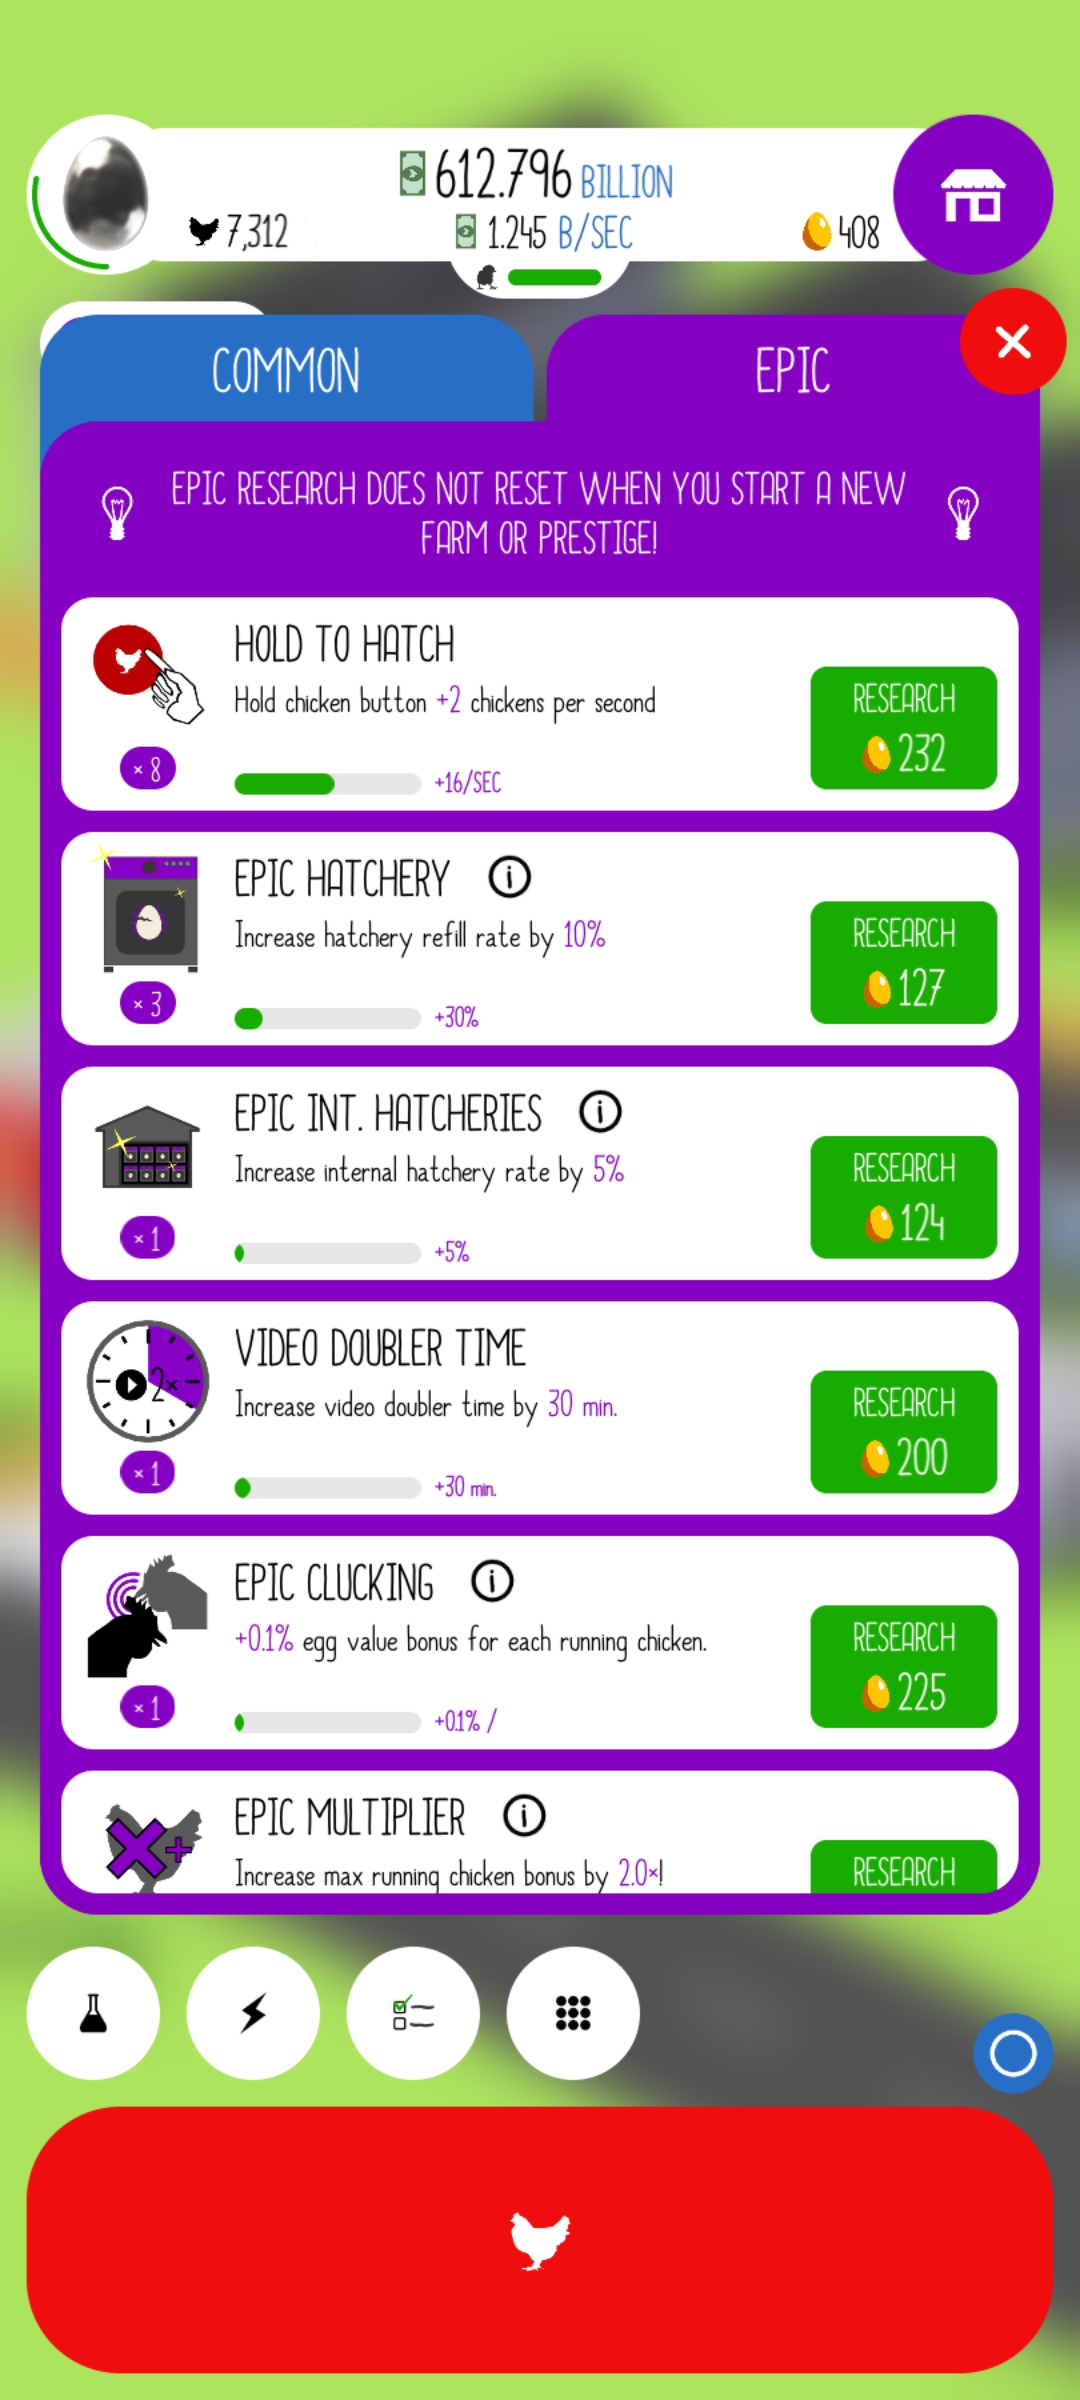 612.796 BILLION
7,312
1.245 B/SEC
408
COMMON
EPIC
EPIC RESEARCH DOES NOT RESET WHEN YOU START A NEW
FARM OR PRESTIGE!
HOLD TO HATCH
Hold chicken button +2 chickens per second
RESEARCH
232
× 8
+16/SEC
EPIC HATCHERY
Increase hatchery refill rate by 10%
RESEARCH
127
× 3
+30%
EPIC INT. HATCHERIES
Increase internal hatchery rate by 5%
RESEARCH
124
× 1
+5%
VIDEO DOUBLER TIME
2×
Increase video doubler time by 30 min.
RESEARCH
200
× 1
+30 min.
EPIC CLUCKING
+0.1% egg value bonus for each running chicken.
RESEARCH
225
× 1
+0.1% /
EPIC MULTIPLIER
Increase max running chicken bonus by 2.0×!
RESEARCH